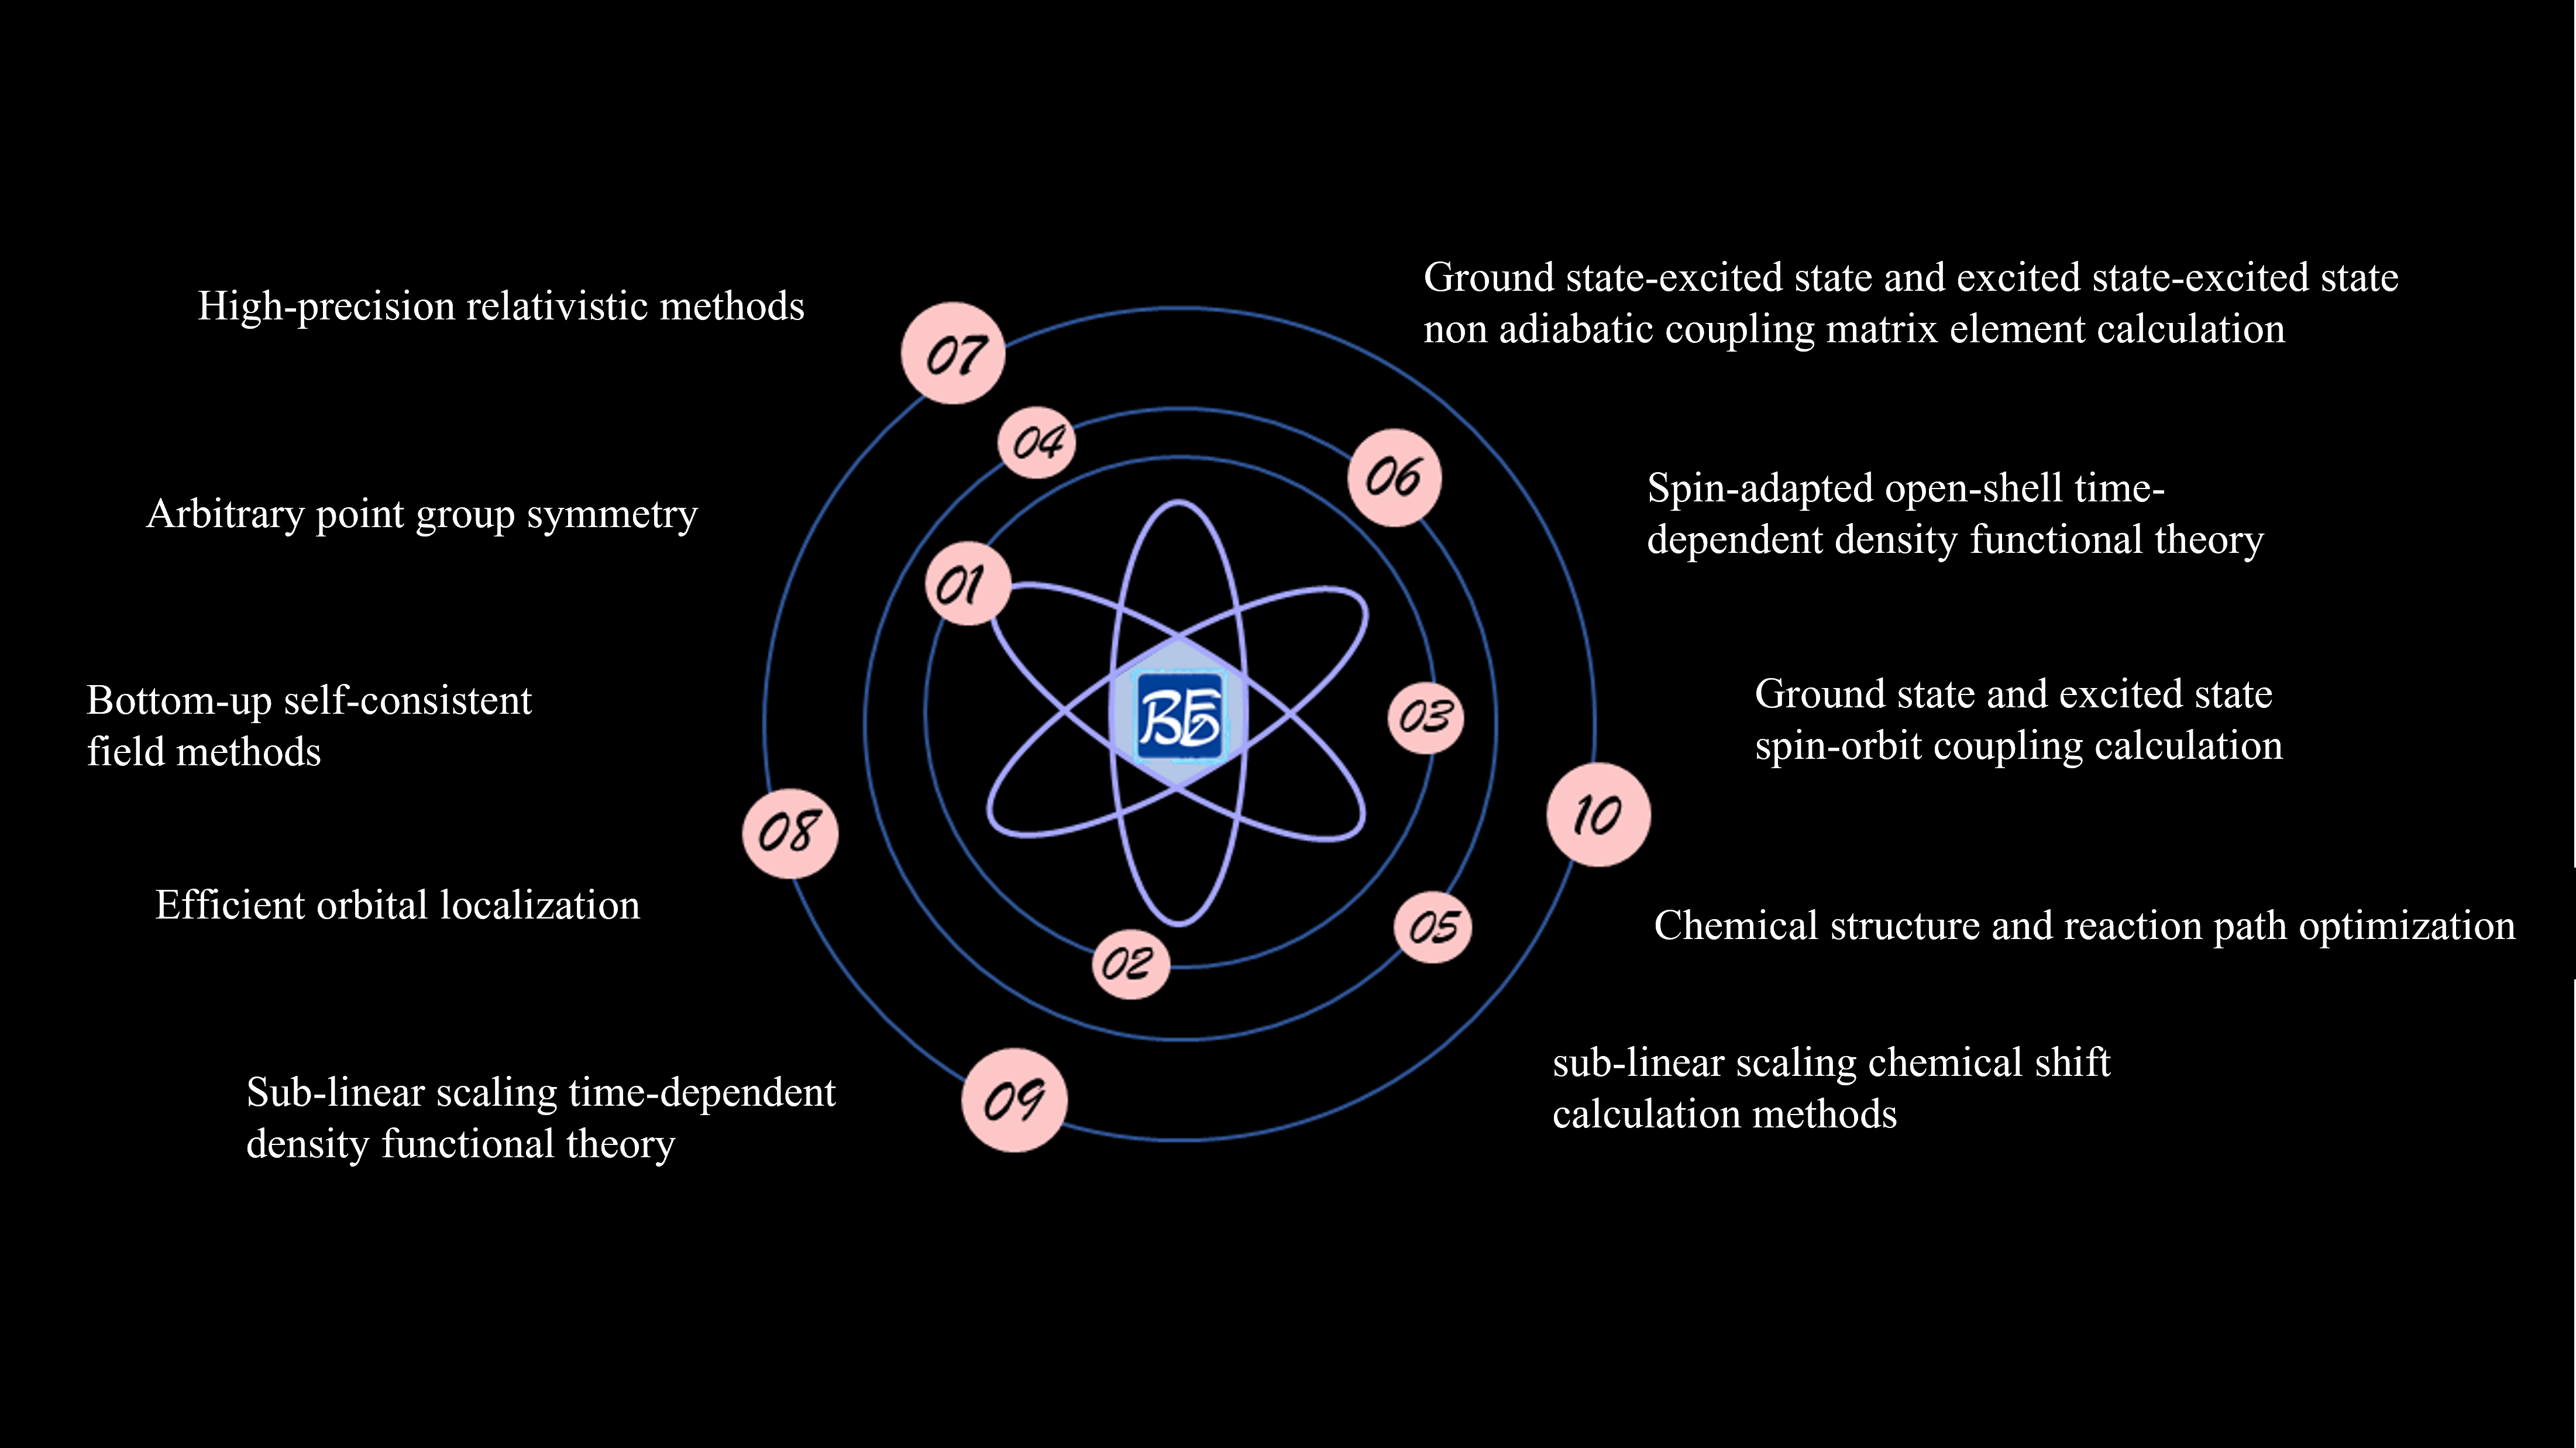 High-precision relativistic methods
Arbitrary point group symmetry
Bottom-up self-consistent
field methods
Efficient orbital localization
Sub-linear scaling time-dependent
density functional theory
07
04
06
01
BDF
03
08
10
05
02
09
Ground state-excited state and excited state-excited state
non adiabatic coupling matrix element calculation
Spin-adapted open-shell time-
dependent density functional theory
Ground state and excited state
spin-orbit coupling calculation
Chemical structure and reaction path optimization
sub-linear scaling chemical shift
calculation methods